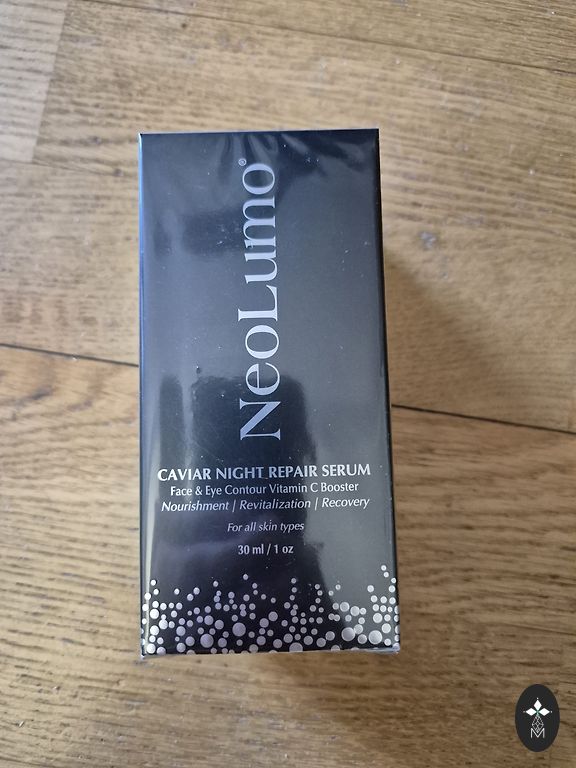 NeoLumo®
CAVIAR NIGHT REPAIR SERUM
Face & Eye Contour Vitamin C Booster
Nourishment | Revitalization | Recovery
For all skin types
30 ml / 1 oz
M